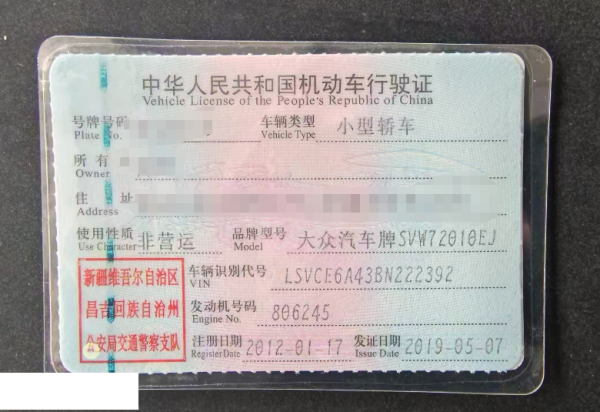 中华人民共和国机动车行驶证
Vehicle License of the People's Republic of China
号牌号码 车辆类型 小型轿车
Plate No. Vehicle Type
所有
Owner
住 址
Address
使用性质 非营运 品牌型号 大众汽车牌SVW72010EJ
Use Character Model
新疆维吾尔自治区
昌吉回族自治州
公安局交通警察支队
车辆识别代号 LSVCE6A43BN222392
VIN
发动机号码 806245
Engine No.
注册日期 2012-01-17 发证日期 2019-05-07
Register Date Issue Date